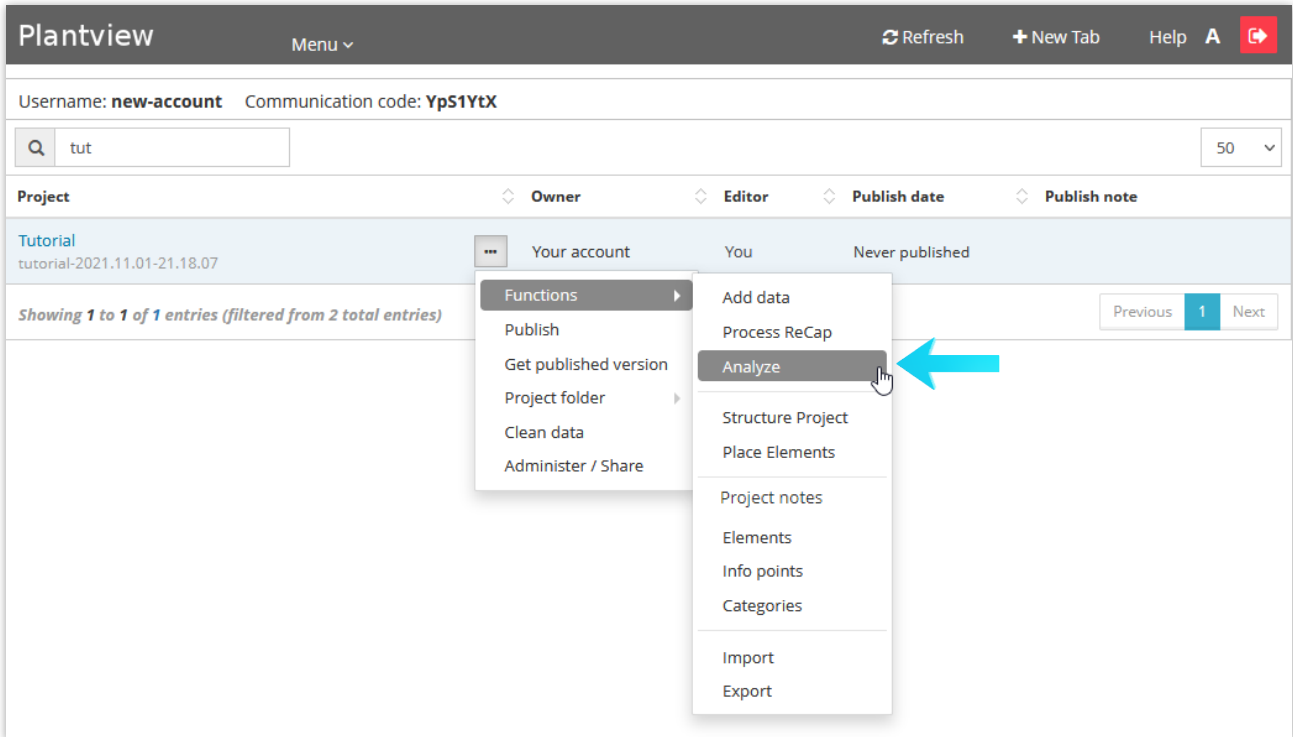 Plantview Menu Refresh New Tab Help A
Username: new-account Communication code: YpS1YtX
tut 50
Project Owner Editor Publish date Publish note
Tutorial
tutorial-2021.11.01-21.18.07
••• Your account You Never published
Functions
Publish
Get published version
Project folder
Clean data
Administer / Share
Add data
Process ReCap
Analyze
Structure Project
Place Elements
Project notes
Elements
Info points
Categories
Import
Export
Showing 1 to 1 of 1 entries (filtered from 2 total entries)
Previous 1 Next